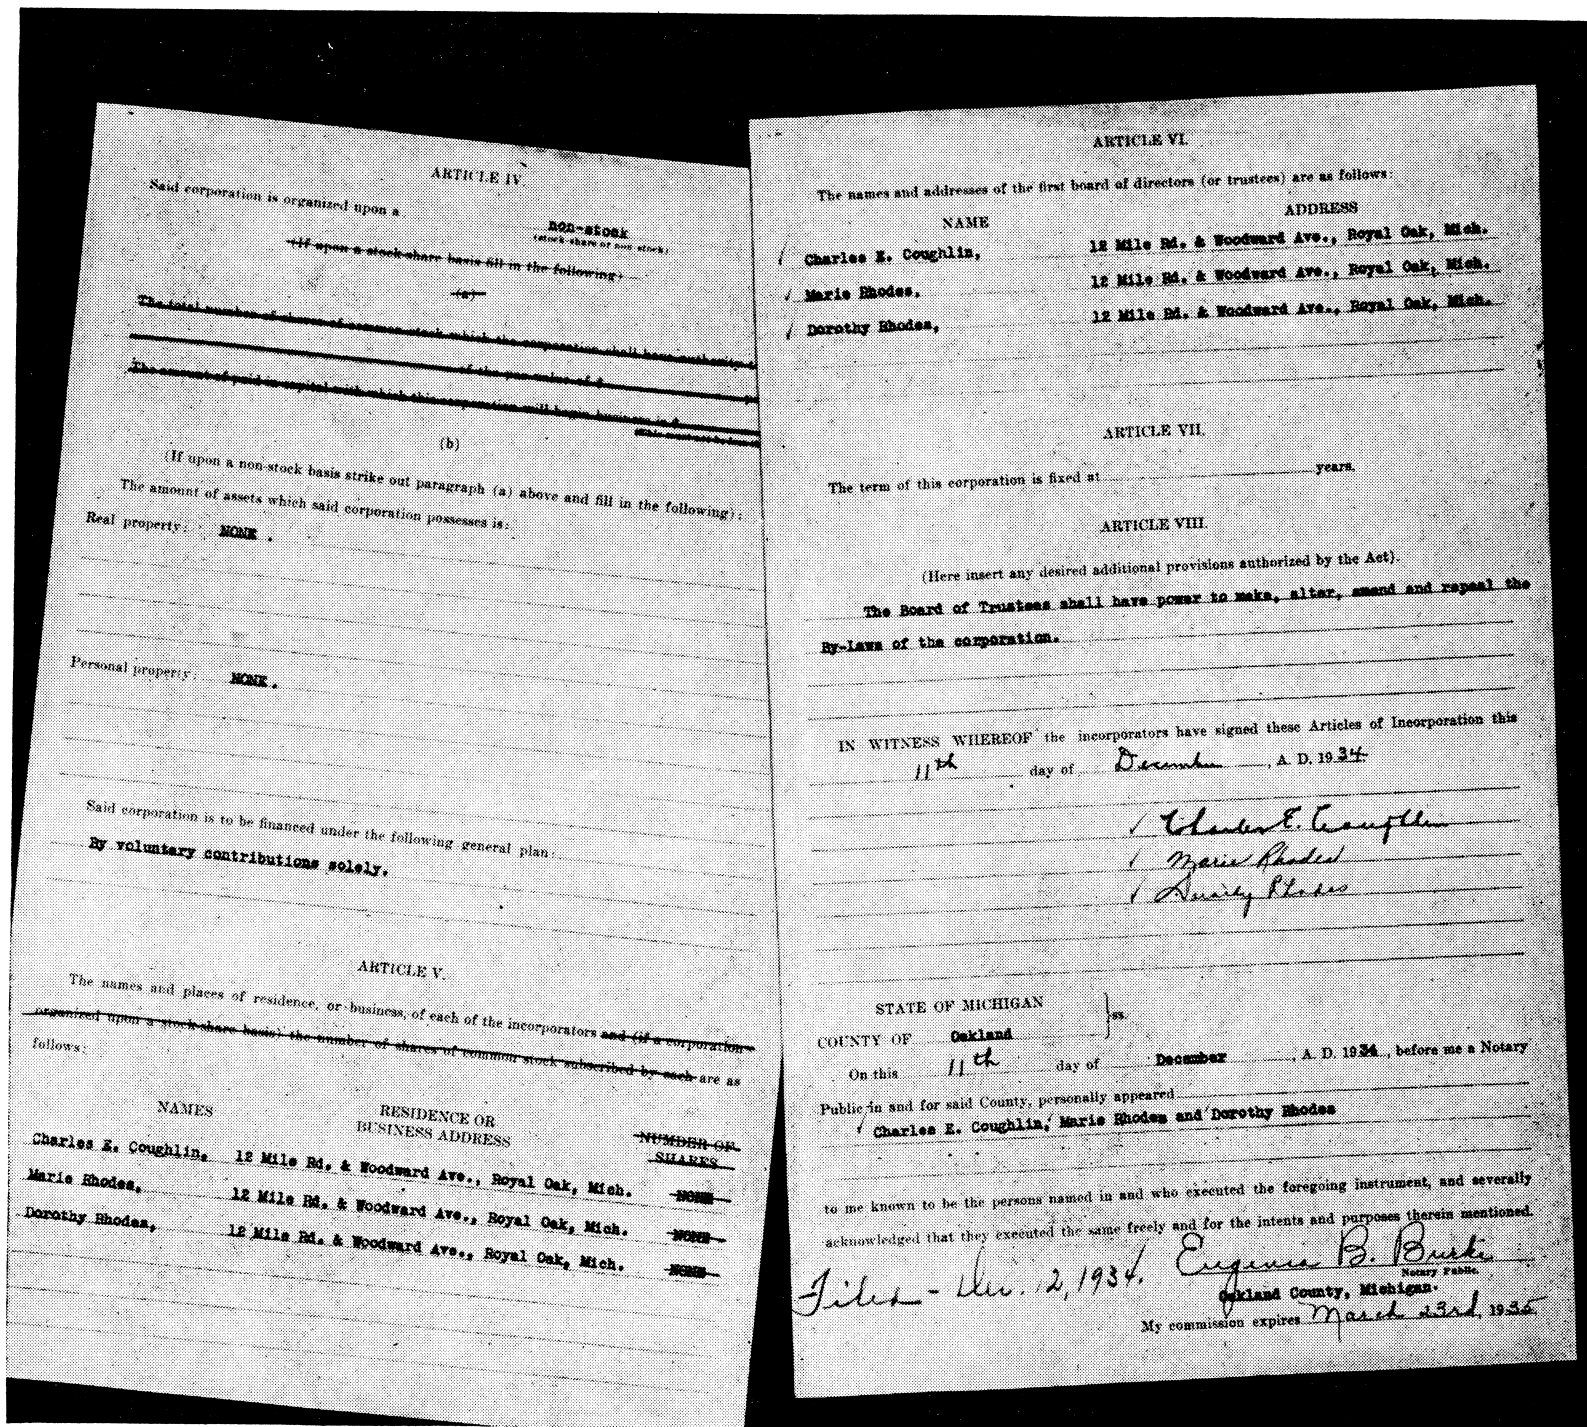 ARTICLE IV.
Said corporation is organized upon a
non-stock
(stock-share or non-stock)
(If upon a stock-share basis fill in the following)
(a)
The total number of shares of common stock which the corporation shall have authority
of the par value of $
The amount of paid in capital with which this corporation will begin business is $
(b)
(If upon a non-stock basis strike out paragraph (a) above and fill in the following):
The amount of assets which said corporation possesses is:
Real property: NONE.
Personal property: NONE.
Said corporation is to be financed under the following general plan:
By voluntary contributions solely.
ARTICLE V.
The names and places of residence, or business, of each of the incorporators and (if a corporation
organized upon a stock-share basis) the number of shares of common stock subscribed by each are as
follows:
NAMES RESIDENCE OR BUSINESS ADDRESS NUMBER OF SHARES
Charles E. Coughlin, 12 Mile Rd. & Woodward Ave., Royal Oak, Mich. NONE
Marie Rhodes, 12 Mile Rd. & Woodward Ave., Royal Oak, Mich. NONE
Dorothy Rhodes, 12 Mile Rd. & Woodward Ave., Royal Oak, Mich. NONE
ARTICLE VI.
The names and addresses of the first board of directors (or trustees) are as follows:
NAME ADDRESS
Charles E. Coughlin, 12 Mile Rd. & Woodward Ave., Royal Oak, Mich.
Marie Rhodes, 12 Mile Rd. & Woodward Ave., Royal Oak, Mich.
Dorothy Rhodes, 12 Mile Rd. & Woodward Ave., Royal Oak, Mich.
ARTICLE VII.
The term of this corporation is fixed at years.
ARTICLE VIII.
(Here insert any desired additional provisions authorized by the Act).
The Board of Trustees shall have power to make, alter, amend and repeal the
By-Laws of the corporation.
IN WITNESS WHEREOF the incorporators have signed these Articles of Incorporation this
11th day of December, A. D. 1934.
Charles E. Coughlin
Marie Rhodes
Dorothy Rhodes
STATE OF MICHIGAN
ss.
COUNTY OF Oakland
On this 11th day of December, A. D. 1934, before me a Notary
Public in and for said County, personally appeared
Charles E. Coughlin, Marie Rhodes and Dorothy Rhodes
to me known to be the persons named in and who executed the foregoing instrument, and severally
acknowledged that they executed the same freely and for the intents and purposes therein mentioned.
Eugenia B. Burke
Notary Public.
Filed - Dec. 12, 1934.
Oakland County, Michigan.
My commission expires March 23rd, 1935.